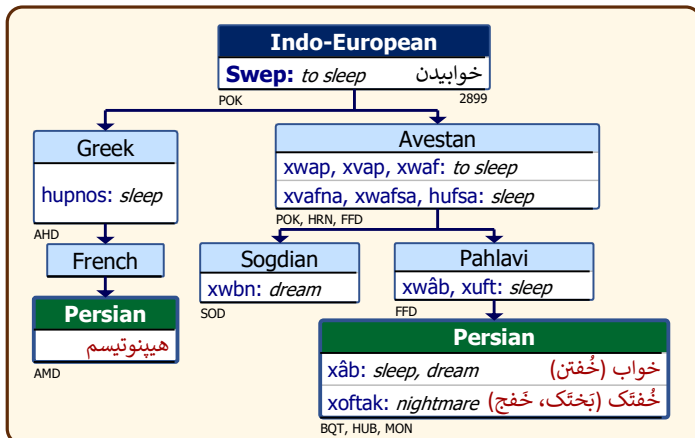 Indo-European
Swep: to sleep خوابیدن
POK 2899
Greek
hupnos: sleep
AHD
French
Persian
هیپنوتیسم
AMD
Avestan
xwap, xvap, xwaf: to sleep
xvafna, xwafsa, hufsa: sleep
POK, HRN, FFD
Sogdian
xwbn: dream
SOD
Pahlavi
xwâb, xuft: sleep
FFD
Persian
xâb: sleep, dream خواب (خُفتن)
xoftak: nightmare خُفتَک (بَختَک، خَفج)
BQT, HUB, MON